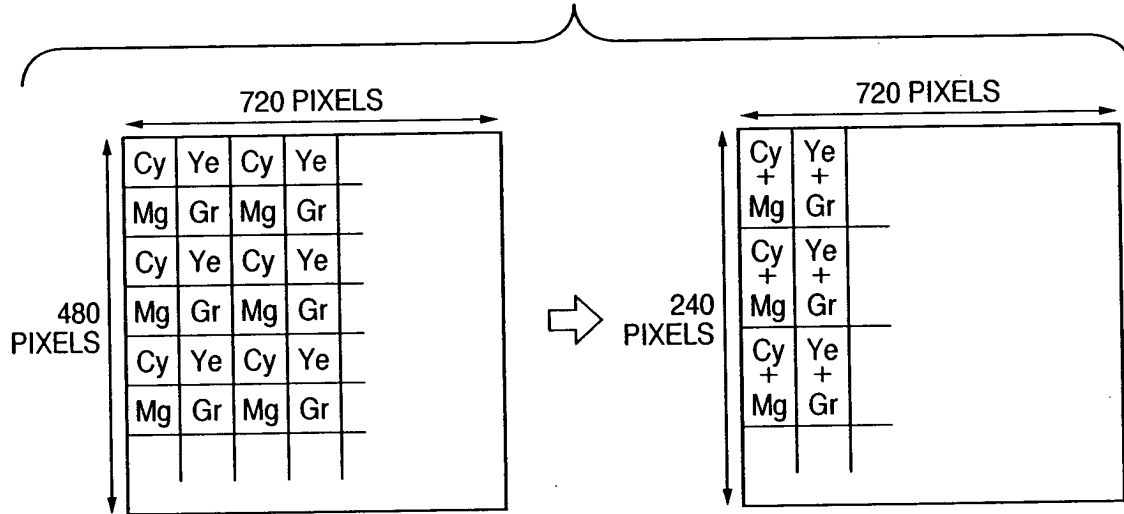 720 PIXELS
Cy Ye Cy Ye
Mg Gr Mg Gr
Cy Ye Cy Ye
Mg Gr Mg Gr
Cy Ye Cy Ye
Mg Gr Mg Gr
480
PIXELS
720 PIXELS
Cy Ye
+ +
Mg Gr
Cy Ye
+ +
Mg Gr
Cy Ye
+ +
Mg Gr
240
PIXELS